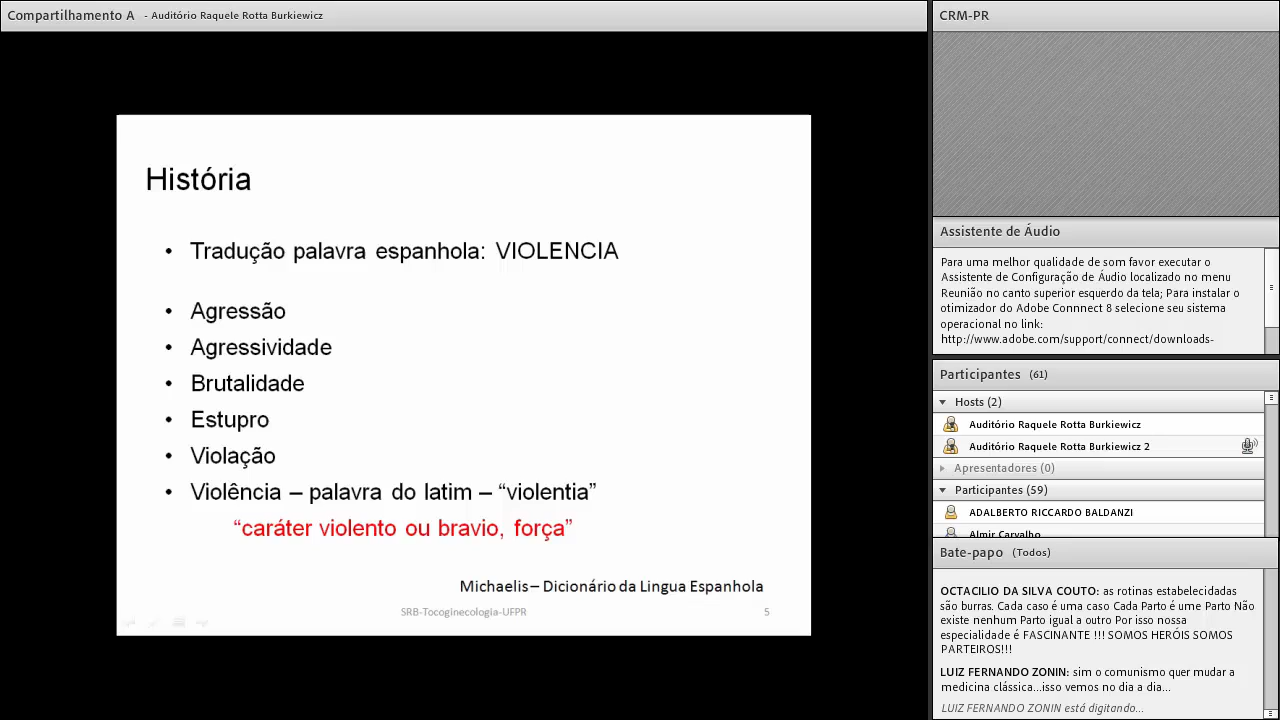 Compartilhamento A - Auditório Raquele Rotta Burkiewicz
História
• Tradução palavra espanhola: VIOLENCIA
• Agressão
• Agressividade
• Brutalidade
• Estupro
• Violação
• Violência – palavra do latim – “violentia”
“caráter violento ou bravio, força”
Michaelis – Dicionário da Lingua Espanhola
SRB-Tocoginecologia-UFPR 5
CRM-PR
Assistente de Áudio
Para uma melhor qualidade de som favor executar o
Assistente de Configuração de Áudio localizado no menu
Reunião no canto superior esquerdo da tela; Para instalar o
otimizador do Adobe Connnect 8 selecione seu sistema
operacional no link:
http://www.adobe.com/support/connect/downloads-
Participantes (61)
Hosts (2)
Auditório Raquele Rotta Burkiewicz
Auditório Raquele Rotta Burkiewicz 2
Apresentadores (0)
Participantes (59)
ADALBERTO RICCARDO BALDANZI
Almir Carvalho
Bate-papo (Todos)
OCTACILIO DA SILVA COUTO: as rotinas estabelecidadas
são burras. Cada caso é uma caso Cada Parto é ume Parto Não
existe nenhum Parto igual a outro Por isso nossa
especialidade é FASCINANTE !!! SOMOS HERÓIS SOMOS
PARTEIROS!!!
LUIZ FERNANDO ZONIN: sim o comunismo quer mudar a
medicina clássica...isso vemos no dia a dia...
LUIZ FERNANDO ZONIN está digitando...